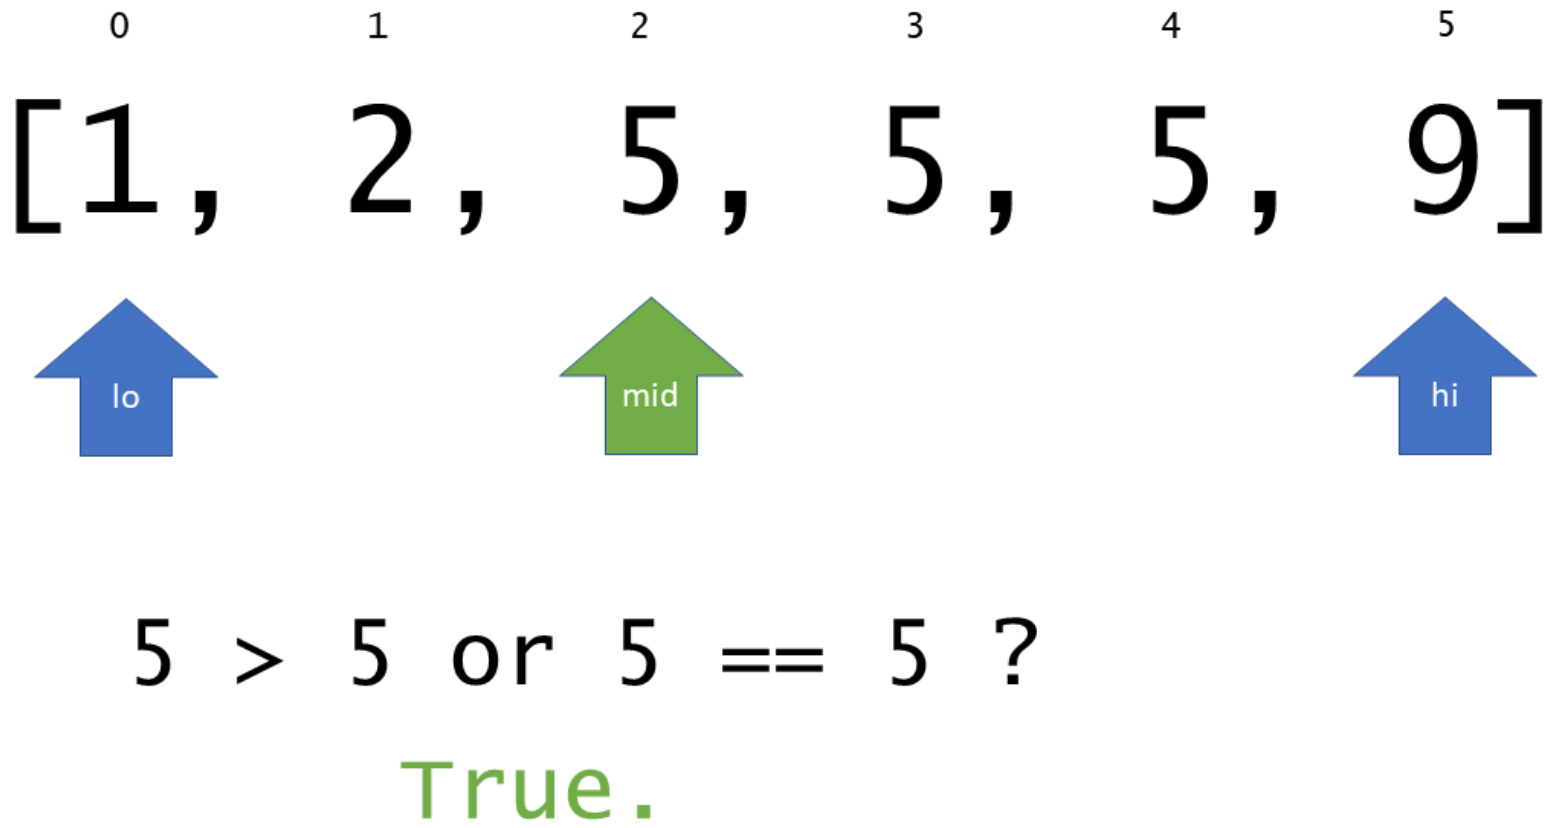 0 1 2 3 4 5
[1, 2, 5, 5, 5, 9]
lo mid hi
5 > 5 or 5 == 5 ?
True.